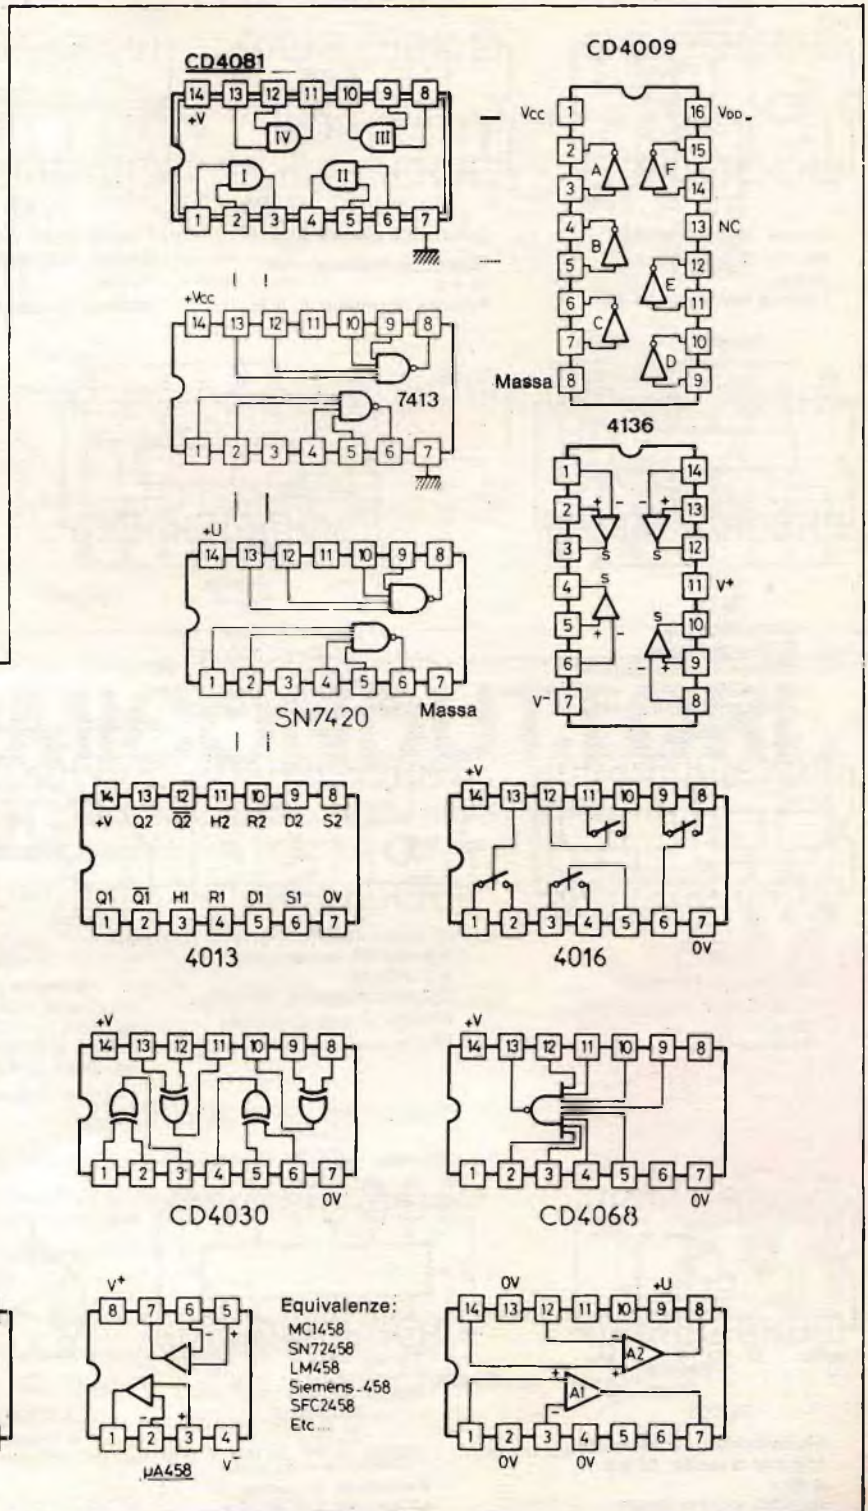 CD4081
14 13 12 11 10 9 8
+V
IV III
I II
1 2 3 4 5 6 7
+Vcc
14 13 12 11 10 9 8
7413
1 2 3 4 5 6 7
+U
14 13 12 11 10 9 8
1 2 3 4 5 6 7
SN7420 Massa
CD4009
Vcc 1 16 VDD
2 15
A F
3 14
4 13 NC
B
5 12
E
6 11
C
7 10
D
Massa 8 9
4136
1 14
+ - - +
2 13
3 S S 12
4 S 11 V+
5 S 10
+ -
6 - + 9
V- 7 8
14 13 12 11 10 9 8
+V Q2 Q2 H2 R2 D2 S2
Q1 Q1 H1 R1 D1 S1 0V
1 2 3 4 5 6 7
4013
+V
14 13 12 11 10 9 8
1 2 3 4 5 6 7
4016 0V
+V
14 13 12 11 10 9 8
1 2 3 4 5 6 7
0V
CD4030
+V
14 13 12 11 10 9 8
1 2 3 4 5 6 7
0V
CD4068
V+
8 7 6 5
- +
- +
1 2 3 4
µA458 V-
Equivalenze:
MC1458
SN72458
LM458
Siemens-458
SFC2458
Etc...
0V +U
14 13 12 11 10 9 8
-
A2
+
+
A1
-
1 2 3 4 5 6 7
0V 0V